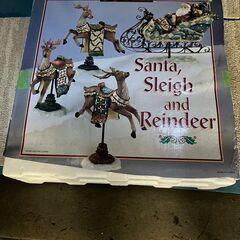 Santa,
Sleigh
and
Reindeer